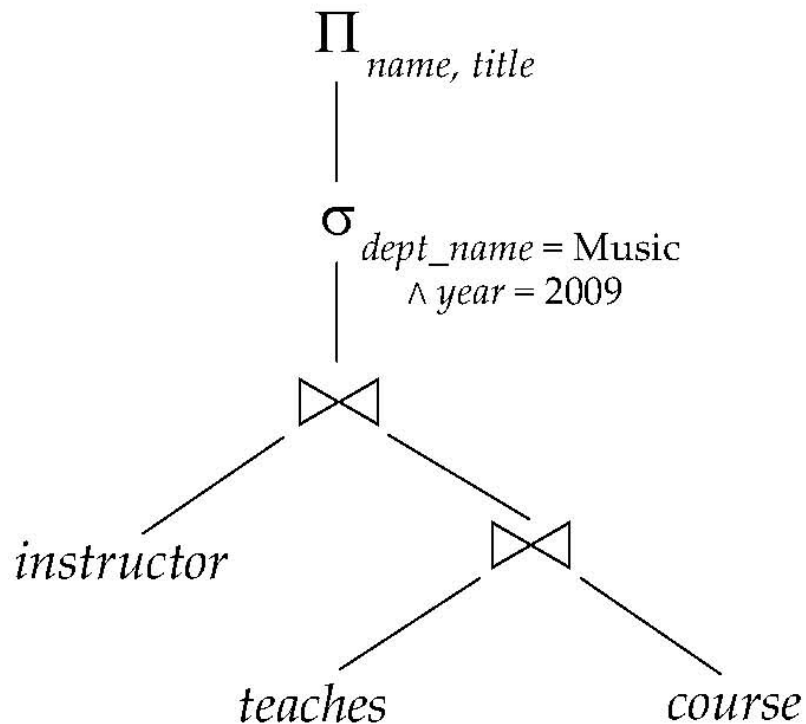 Π name, title
σ dept_name = Music
∧ year = 2009
⋈
instructor
⋈
teaches
course